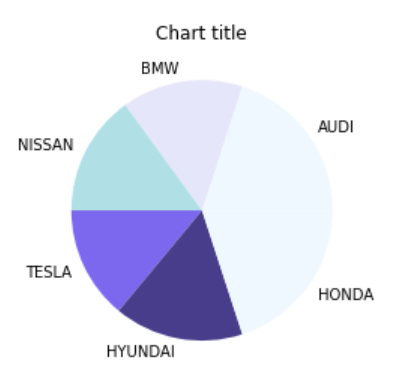 Chart title
BMW
AUDI
NISSAN
TESLA
HONDA
HYUNDAI